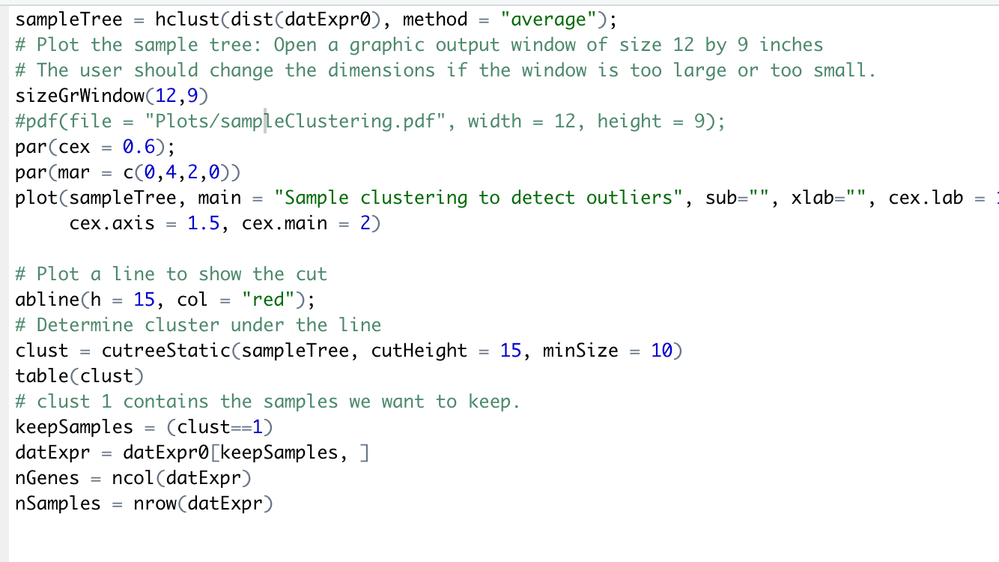 sampleTree = hclust(dist(datExpr0), method = "average");
# Plot the sample tree: Open a graphic output window of size 12 by 9 inches
# The user should change the dimensions if the window is too large or too small.
sizeGrWindow(12,9)
#pdf(file = "Plots/sampleClustering.pdf", width = 12, height = 9);
par(cex = 0.6);
par(mar = c(0,4,2,0))
plot(sampleTree, main = "Sample clustering to detect outliers", sub="", xlab="", cex.lab =
     cex.axis = 1.5, cex.main = 2)

# Plot a line to show the cut
abline(h = 15, col = "red");
# Determine cluster under the line
clust = cutreeStatic(sampleTree, cutHeight = 15, minSize = 10)
table(clust)
# clust 1 contains the samples we want to keep.
keepSamples = (clust==1)
datExpr = datExpr0[keepSamples, ]
nGenes = ncol(datExpr)
nSamples = nrow(datExpr)